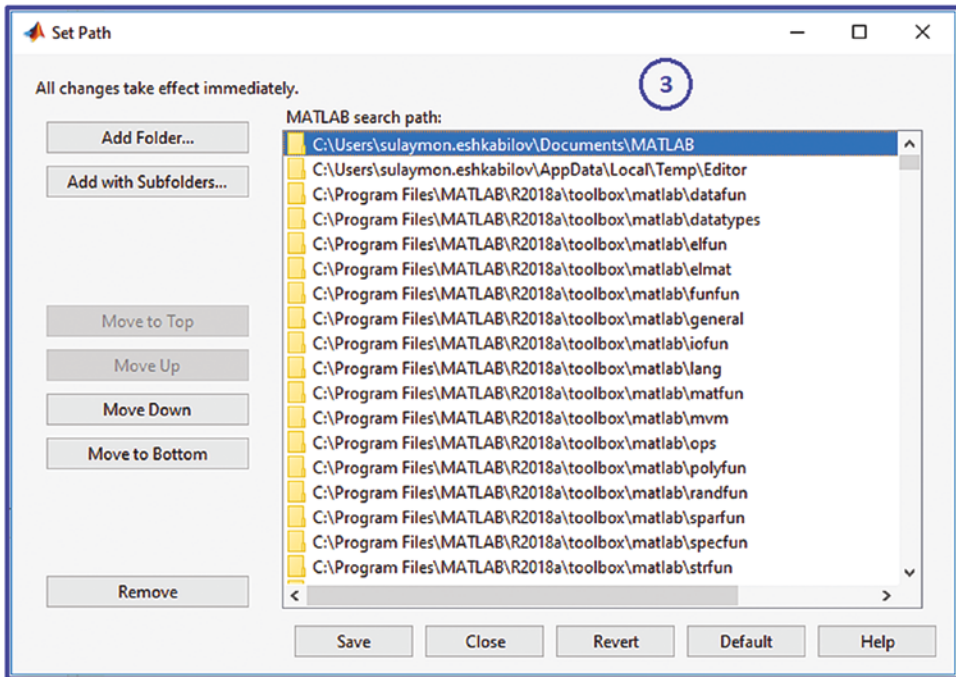 Set Path
3
All changes take effect immediately.
MATLAB search path:
Add Folder...
Add with Subfolders...
Move to Top
Move Up
Move Down
Move to Bottom
Remove
C:\Users\sulaymon.eshkabilov\Documents\MATLAB
C:\Users\sulaymon.eshkabilov\AppData\Local\Temp\Editor
C:\Program Files\MATLAB\R2018a\toolbox\matlab\datafun
C:\Program Files\MATLAB\R2018a\toolbox\matlab\datatypes
C:\Program Files\MATLAB\R2018a\toolbox\matlab\elfun
C:\Program Files\MATLAB\R2018a\toolbox\matlab\elmat
C:\Program Files\MATLAB\R2018a\toolbox\matlab\funfun
C:\Program Files\MATLAB\R2018a\toolbox\matlab\general
C:\Program Files\MATLAB\R2018a\toolbox\matlab\iofun
C:\Program Files\MATLAB\R2018a\toolbox\matlab\lang
C:\Program Files\MATLAB\R2018a\toolbox\matlab\matfun
C:\Program Files\MATLAB\R2018a\toolbox\matlab\mvm
C:\Program Files\MATLAB\R2018a\toolbox\matlab\ops
C:\Program Files\MATLAB\R2018a\toolbox\matlab\polyfun
C:\Program Files\MATLAB\R2018a\toolbox\matlab\randfun
C:\Program Files\MATLAB\R2018a\toolbox\matlab\sparfun
C:\Program Files\MATLAB\R2018a\toolbox\matlab\specfun
C:\Program Files\MATLAB\R2018a\toolbox\matlab\strfun
Save
Close
Revert
Default
Help